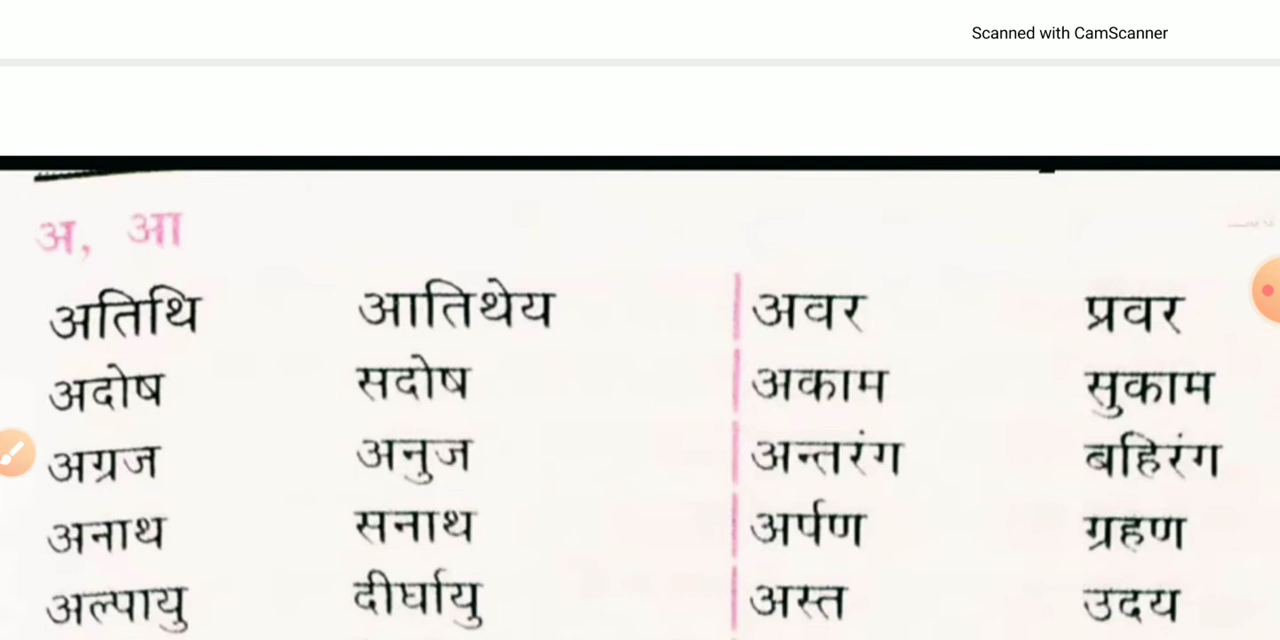 Scanned with CamScanner
अ, आ
अतिथि आतिथेय अवर प्रवर
अदोष सदोष अकाम सुकाम
अग्रज अनुज अन्तरंग बहिरंग
अनाथ सनाथ अर्पण ग्रहण
अल्पायु दीर्घायु अस्त उदय